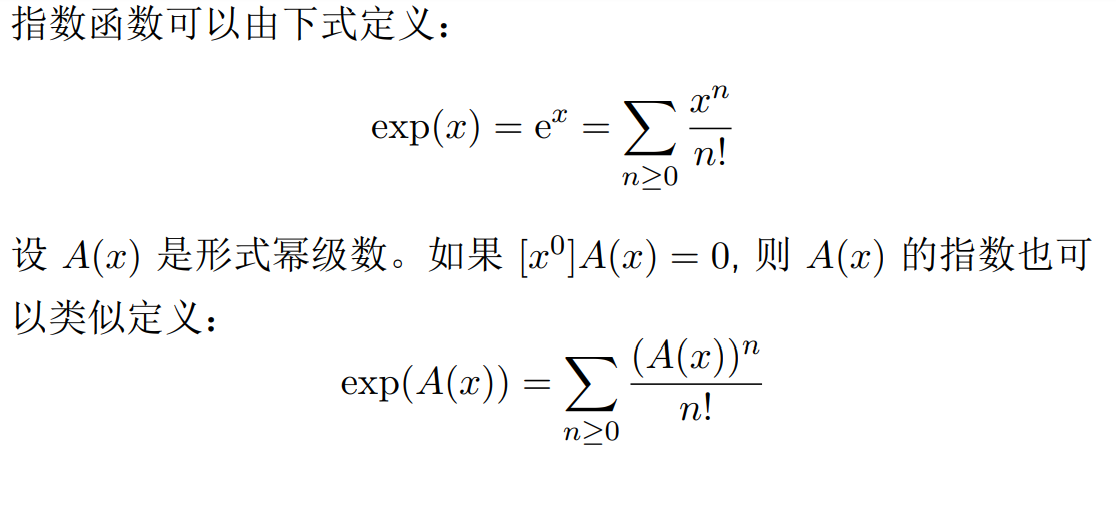 指数函数可以由下式定义：
exp(x) = e^x = ∑_{n≥0} x^n / n!
设 A(x) 是形式幂级数。如果 [x^0]A(x) = 0, 则 A(x) 的指数也可
以类似定义：
exp(A(x)) = ∑_{n≥0} (A(x))^n / n!